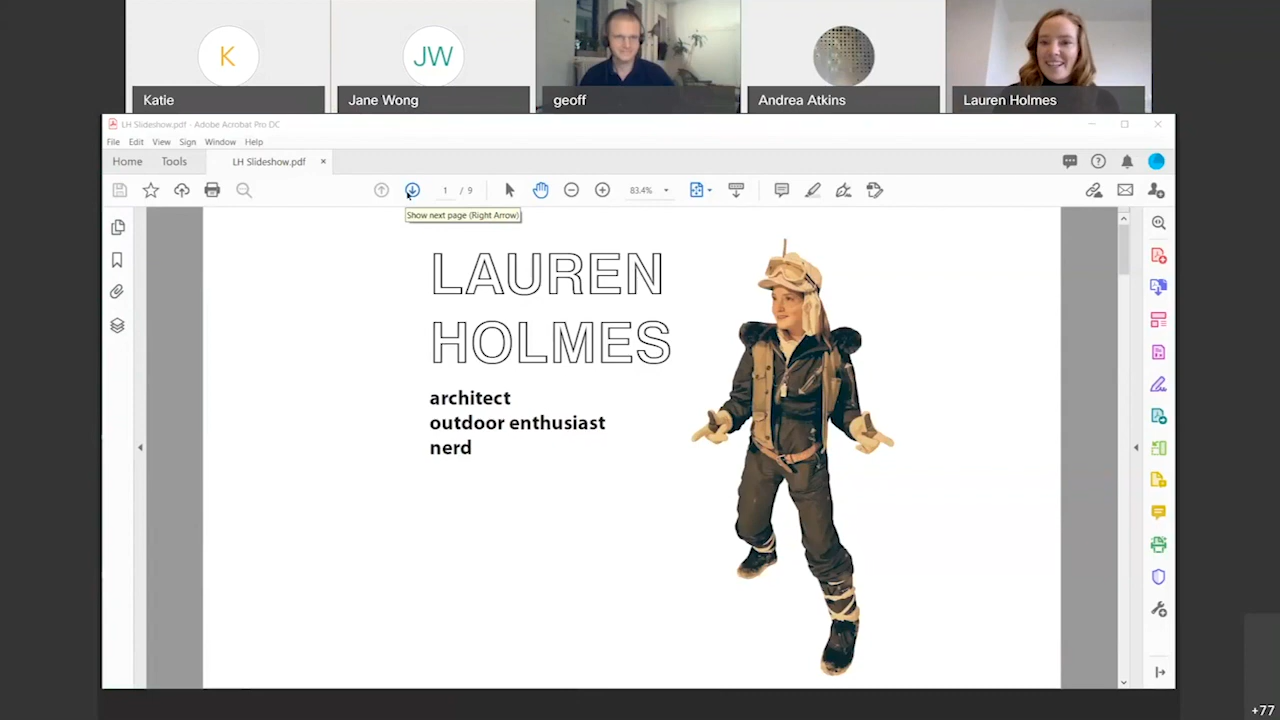 K
JW
Katie
Jane Wong
geoff
Andrea Atkins
Lauren Holmes
LH Slideshow.pdf - Adobe Acrobat Pro DC
File Edit View Sign Window Help
Home Tools LH Slideshow.pdf ×
1 / 9 83.4%
Show next page (Right Arrow)
LAUREN
HOLMES
architect
outdoor enthusiast
nerd
+77